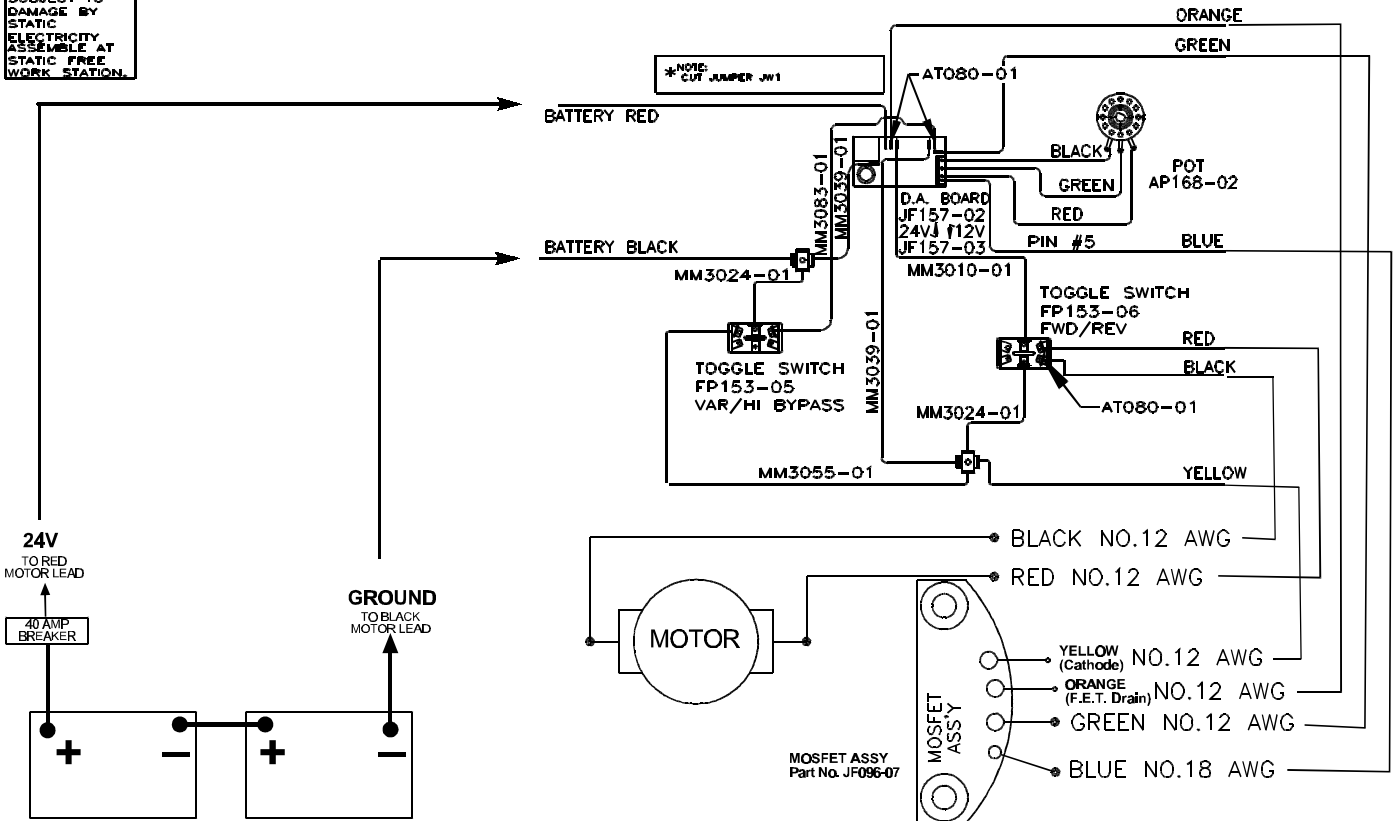 DAMAGE BY
STATIC
ELECTRICITY
ASSEMBLE AT
STATIC FREE
WORK STATION.
ORANGE
GREEN
*NOTE:
CUT JUMPER JW1
AT080-01
BATTERY RED
BLACK
GREEN
RED
POT
AP168-02
MM3083-01
MM3039-01
D.A. BOARD
JF157-02
24V
12V
JF157-03
PIN #5
BLUE
BATTERY BLACK
MM3024-01
MM3010-01
TOGGLE SWITCH
FP153-06
FWD/REV
RED
BLACK
MM3039-01
TOGGLE SWITCH
FP153-05
VAR/HI BYPASS
AT080-01
MM3024-01
MM3055-01
YELLOW
24V
TO RED
MOTOR LEAD
40 AMP
BREAKER
GROUND
TO BLACK
MOTOR LEAD
BLACK NO.12 AWG
RED NO.12 AWG
MOTOR
YELLOW
(Cathode) NO.12 AWG
ORANGE
(F.E.T. Drain) NO.12 AWG
GREEN NO.12 AWG
BLUE NO.18 AWG
MOSFET
ASS'Y
MOSFET ASSY
Part No. JF096-07
+
−
+
−